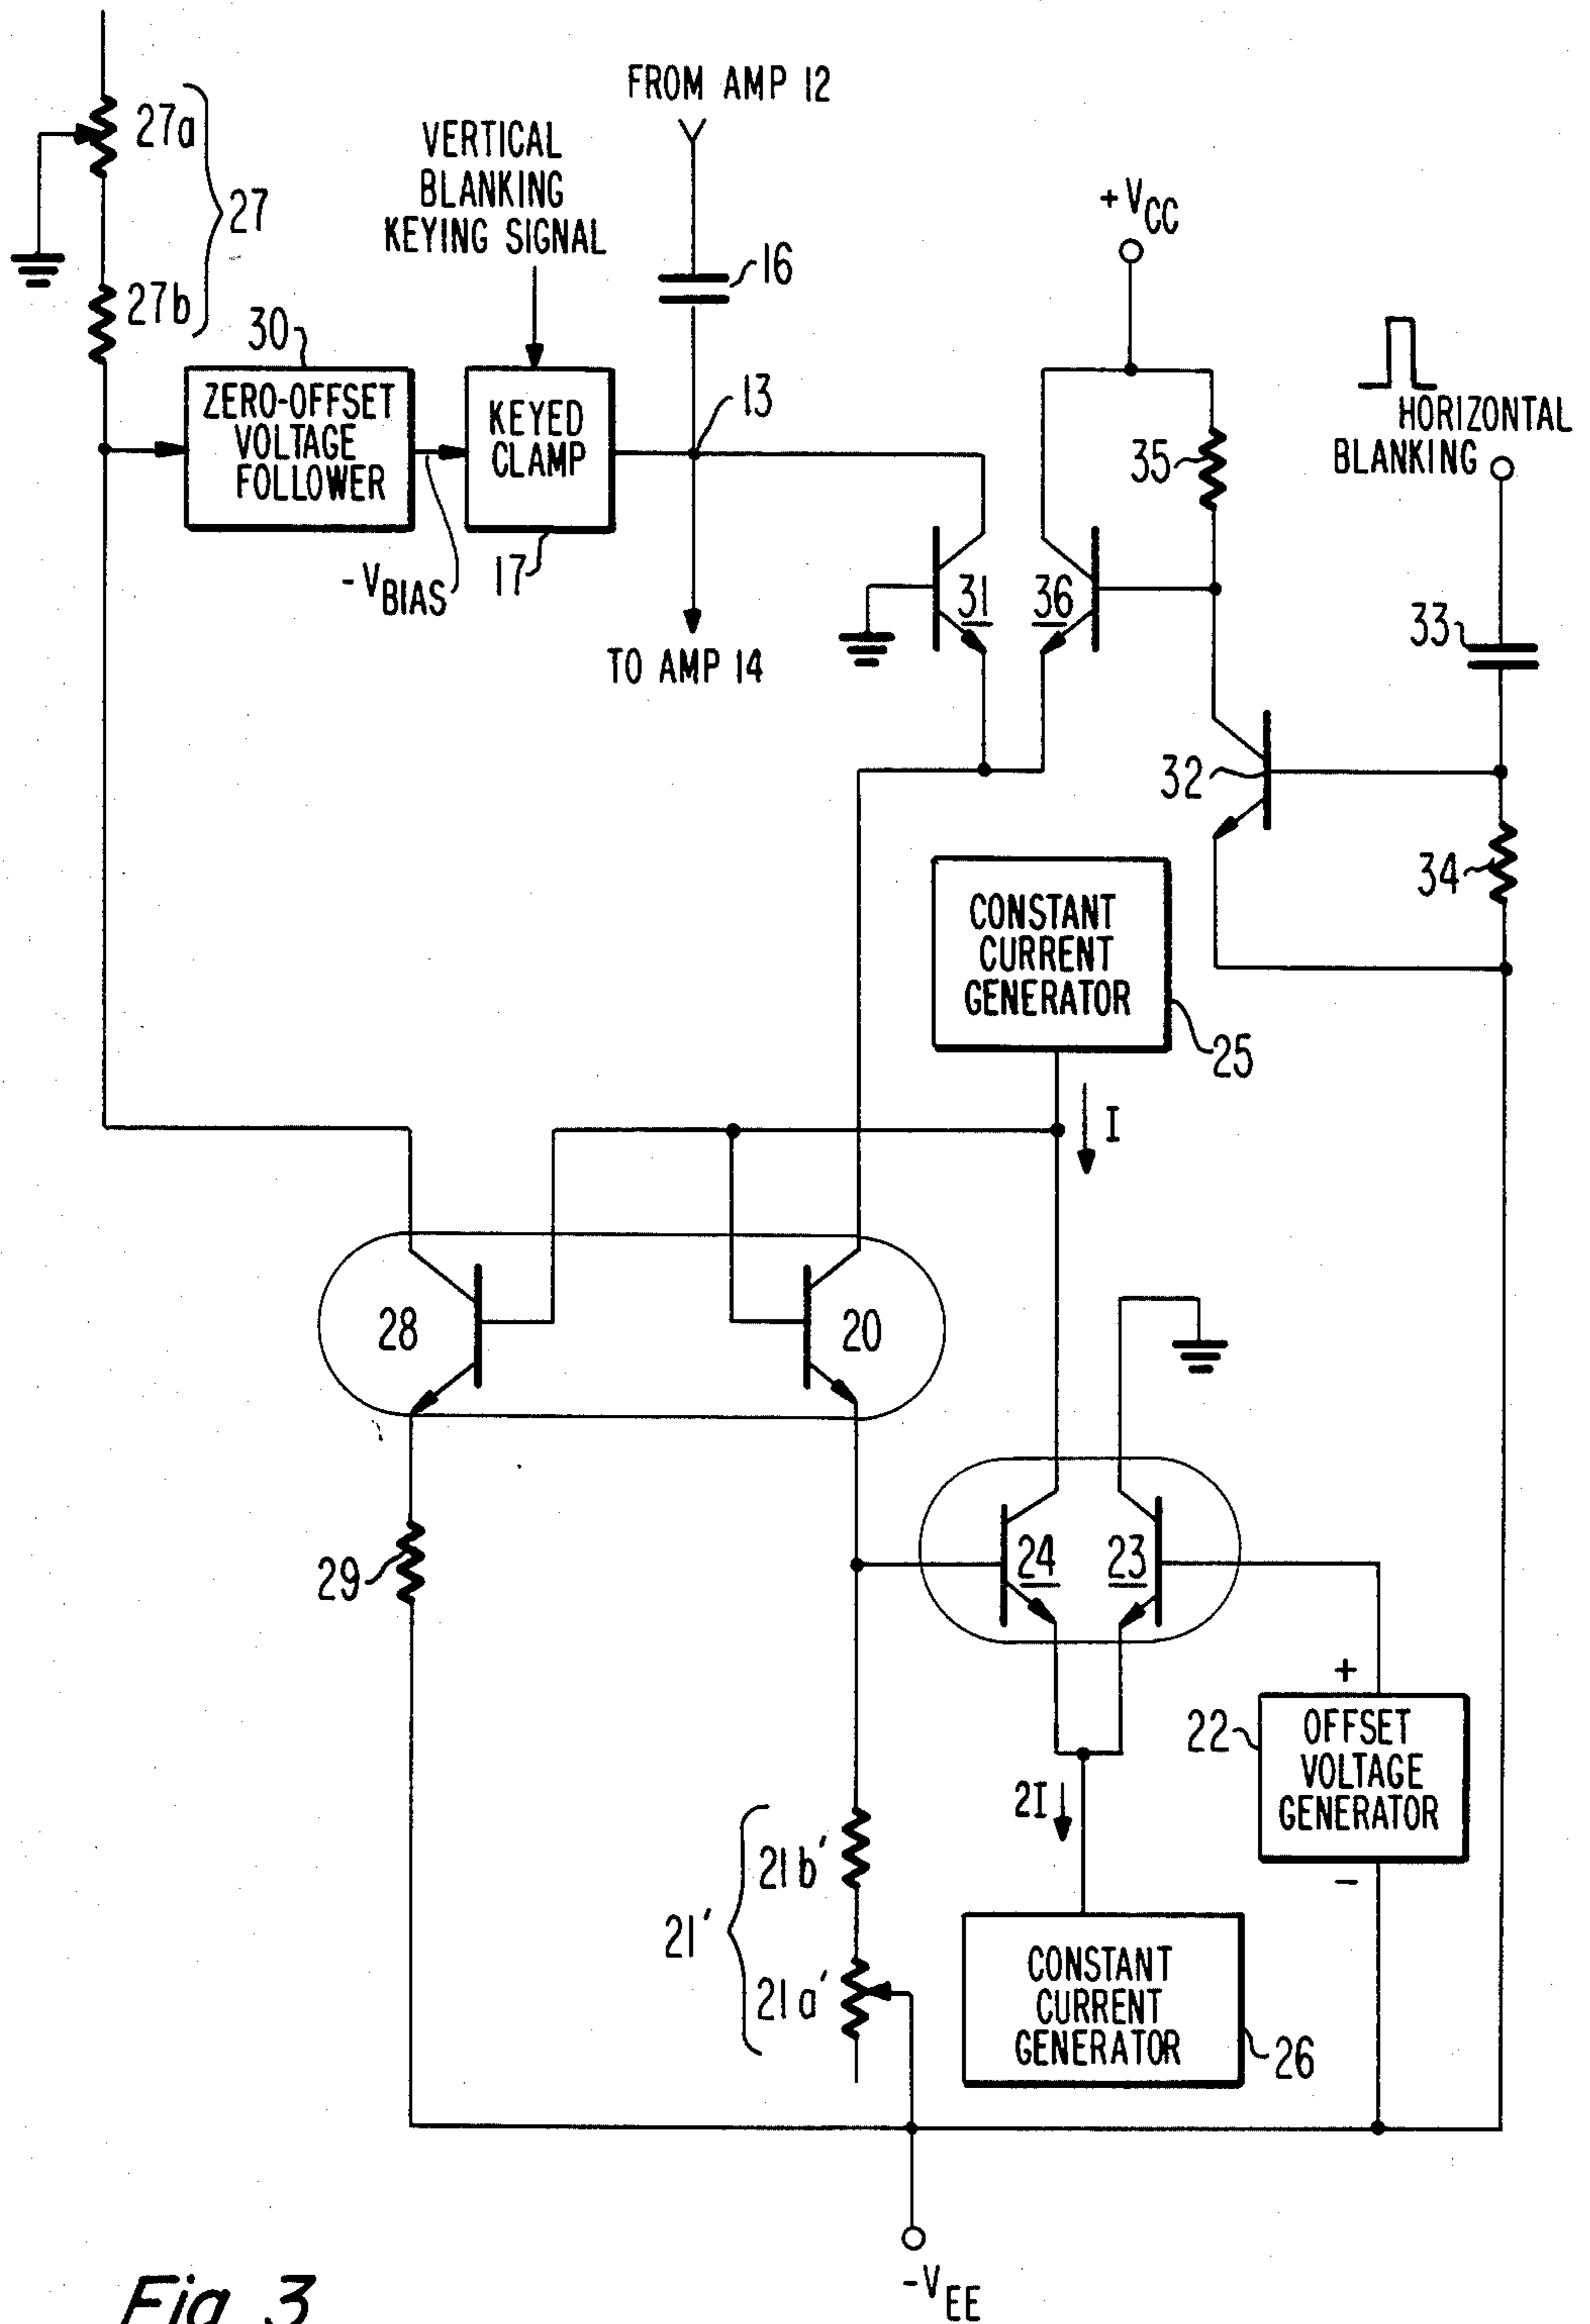 FROM AMP 12
27a
27
27b
VERTICAL
BLANKING
KEYING SIGNAL
16
+VCC
30
ZERO-OFFSET
VOLTAGE
FOLLOWER
KEYED
CLAMP
13
HORIZONTAL
BLANKING
35
-VBIAS
17
31
36
33
TO AMP 14
32
34
CONSTANT
CURRENT
GENERATOR
25
I
28
20
24
23
29
+
22
OFFSET
VOLTAGE
GENERATOR
−
2I
21b'
21'
21a'
CONSTANT
CURRENT
GENERATOR
26
-VEE
Fig. 3